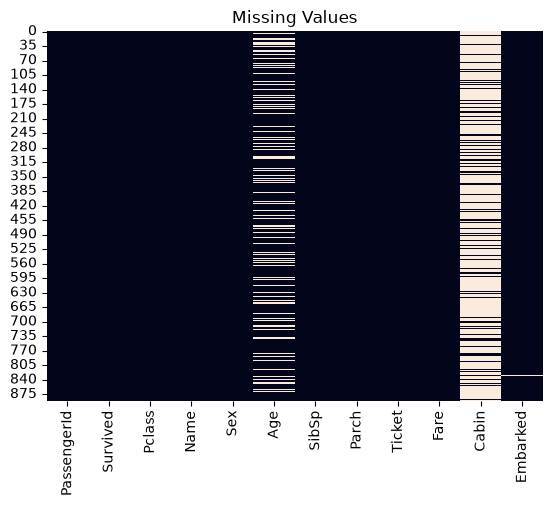 Missing Values
0
35
70
105
140
175
210
245
280
315
350
385
420
455
490
525
560
595
630
665
700
735
770
805
840
875
PassengerId
Survived
Pclass
Name
Sex
Age
SibSp
Parch
Ticket
Fare
Cabin
Embarked